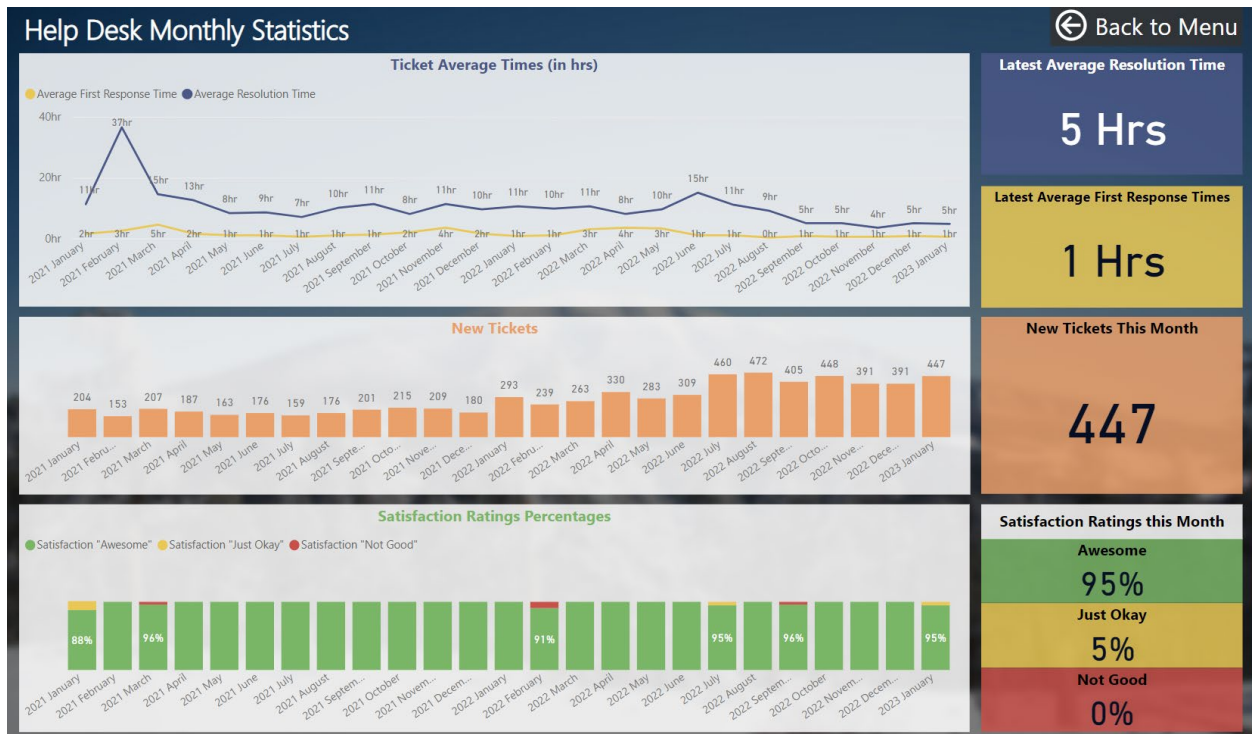 Help Desk Monthly Statistics
Back to Menu
Ticket Average Times (in hrs)
Average First Response Time Average Resolution Time
40hr
20hr
0hr
11hr 37hr 15hr 13hr 8hr 9hr 7hr 10hr 11hr 8hr 11hr 10hr 11hr 10hr 11hr 8hr 10hr 15hr 11hr 9hr 5hr 5hr 4hr 5hr 5hr
2hr 3hr 5hr 2hr 1hr 1hr 1hr 1hr 1hr 2hr 4hr 2hr 1hr 1hr 3hr 4hr 3hr 1hr 1hr 0hr 1hr 1hr 1hr 1hr 1hr
2021 January 2021 February 2021 March 2021 April 2021 May 2021 June 2021 July 2021 August 2021 September 2021 October 2021 November 2021 December 2022 January 2022 February 2022 March 2022 April 2022 May 2022 June 2022 July 2022 August 2022 September 2022 October 2022 November 2022 December 2023 January
Latest Average Resolution Time
5 Hrs
Latest Average First Response Times
1 Hrs
New Tickets
204 153 207 187 163 176 159 176 201 215 209 180 293 239 263 330 283 309 460 472 405 448 391 391 447
2021 January 2021 Febru... 2021 March 2021 April 2021 May 2021 June 2021 July 2021 August 2021 Septe... 2021 Octo... 2021 Nove... 2021 Dece... 2022 January 2022 Febru... 2022 March 2022 April 2022 May 2022 June 2022 July 2022 August 2022 Septe... 2022 Octo... 2022 Nove... 2022 Dece... 2023 January
New Tickets This Month
447
Satisfaction Ratings Percentages
Satisfaction "Awesome" Satisfaction "Just Okay" Satisfaction "Not Good"
88% 96% 91% 95% 96% 95%
2021 January 2021 February 2021 March 2021 April 2021 May 2021 June 2021 July 2021 August 2021 Septem... 2021 October 2021 Novem... 2021 Decem... 2022 January 2022 February 2022 March 2022 April 2022 May 2022 June 2022 July 2022 August 2022 Septem... 2022 October 2022 Novem... 2022 Decem... 2023 January
Satisfaction Ratings this Month
Awesome
95%
Just Okay
5%
Not Good
0%